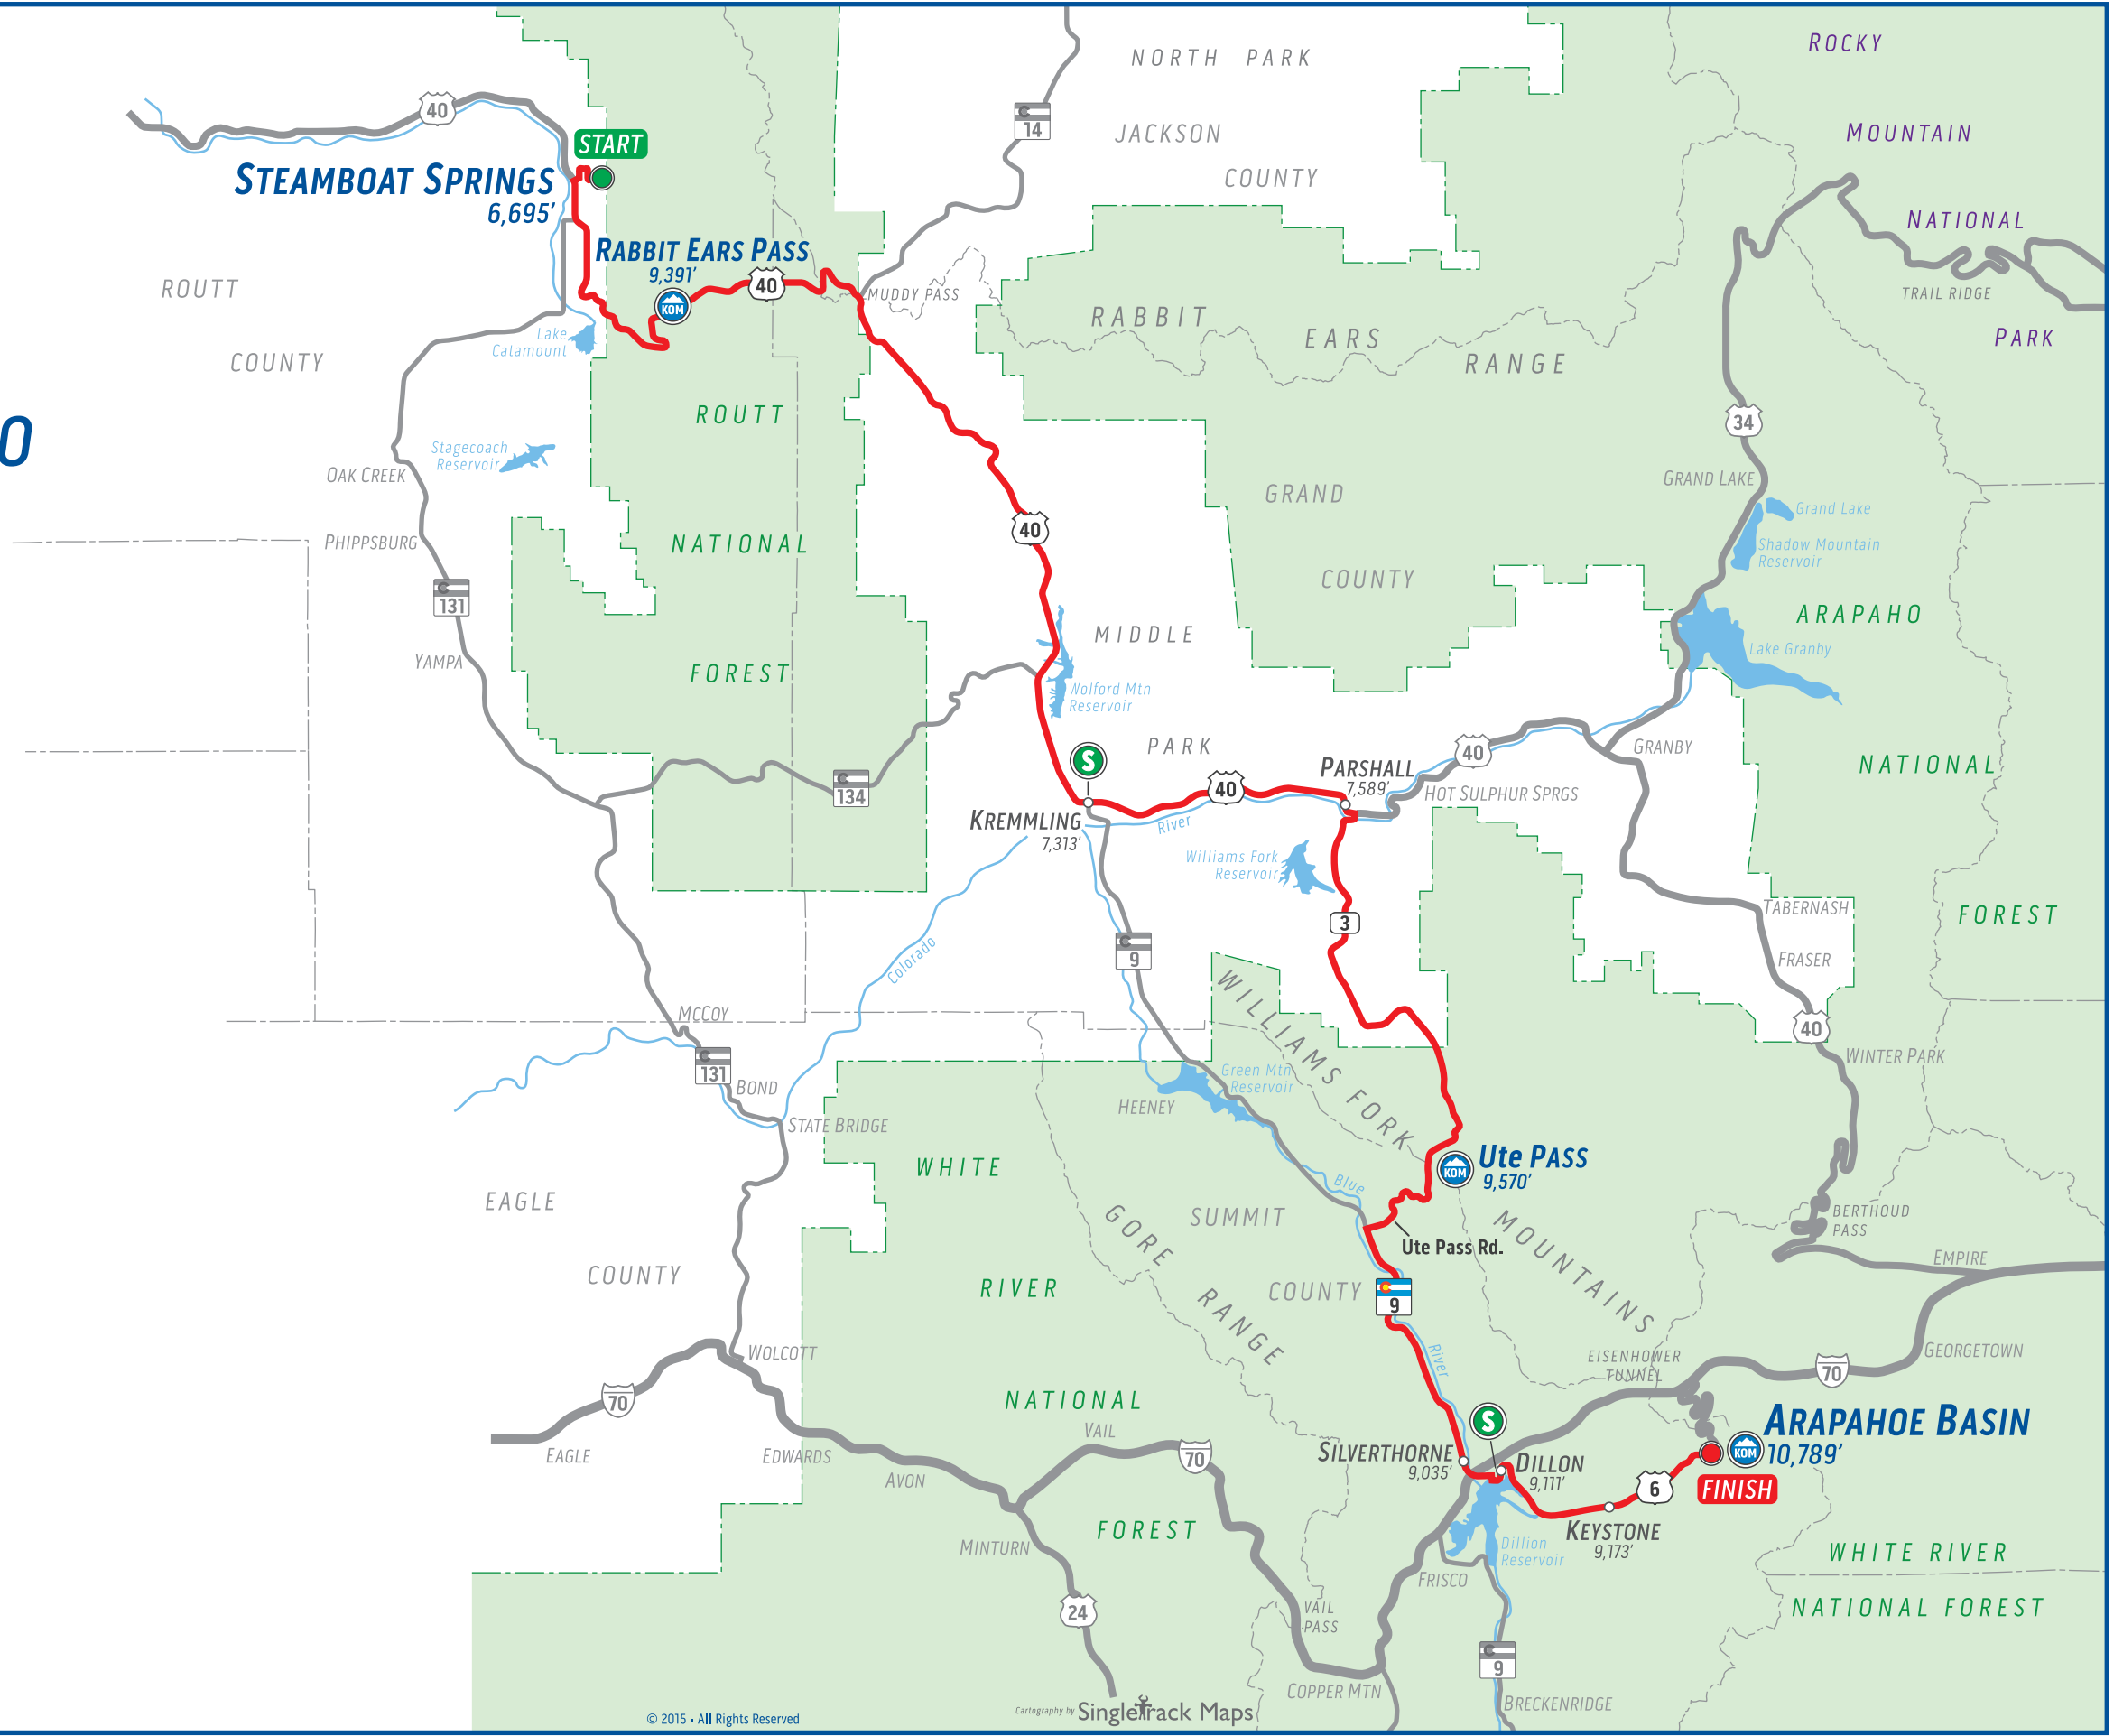 NORTH PARK
ROCKY
40
14
JACKSON
MOUNTAIN
START
STEAMBOAT SPRINGS
6,695’
COUNTY
NATIONAL
RABBIT EARS PASS
9,391’
KOM
40
MUDDY PASS
TRAIL RIDGE
PARK
ROUTT
COUNTY
Lake
Catamount
RABBIT
EARS
RANGE
O
ROUTT
34
Stagecoach
Reservoir
OAK CREEK
GRAND LAKE
GRAND
Grand Lake
40
PHIPPSBURG
NATIONAL
Shadow Mountain
Reservoir
COUNTY
131
ARAPAHO
MIDDLE
Lake Granby
YAMPA
FOREST
Wolford Mtn
Reservoir
PARK
S
40
GRANBY
PARSHALL
7,589’
NATIONAL
134
40
HOT SULPHUR SPRGS
KREMMLING
7,313’
River
Williams Fork
Reservoir
TABERNASH
FOREST
3
Colorado
9
FRASER
WILLIAMS FORK
McCOY
40
WINTER PARK
131
BOND
Green Mtn
Reservoir
HEENEY
STATE BRIDGE
WHITE
KOM
Ute PASS
9,570’
Blue
EAGLE
GORE
SUMMIT
MOUNTAINS
BERTHOUD
PASS
Ute Pass Rd.
EMPIRE
COUNTY
RIVER
RANGE
COUNTY
9
WOLCOTT
River
EISENHOWER
TUNNEL
GEORGETOWN
70
70
NATIONAL
VAIL
S
ARAPAHOE BASIN
KOM
10,789’
EAGLE
EDWARDS
AVON
70
SILVERTHORNE
9,035’
DILLON
9,111’
6
FINISH
FOREST
KEYSTONE
9,173’
MINTURN
Dillion
Reservoir
WHITE RIVER
FRISCO
24
VAIL
PASS
NATIONAL FOREST
9
COPPER MTN
BRECKENRIDGE
Cartography by SingleTrack Maps
© 2015 • All Rights Reserved